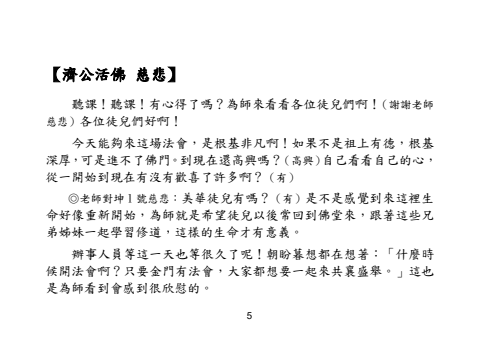 【濟公活佛 慈悲】
聽課！聽課！有心得了嗎？為師來看看各位徒兒們啊！（謝謝老師
慈悲）各位徒兒們好啊！
今天能夠來這場法會，是根基非凡啊！如果不是祖上有德，根基
深厚，可是進不了佛門。到現在還高興嗎？（高興）自己看看自己的心，
從一開始到現在有沒有歡喜了許多啊？（有）
◎老師對坤1號慈悲：美華徒兒有嗎？（有）是不是感覺到來這裡生
命好像重新開始，為師就是希望徒兒以後常回到佛堂來，跟著這些兄
弟姊妹一起學習修道，這樣的生命才有意義。
辦事人員等這一天也等很久了呢！朝盼暮想都在想著：「什麼時
候開法會啊？只要金門有法會，大家都想要一起來共襄盛舉。」這也
是為師看到會感到很欣慰的。
5